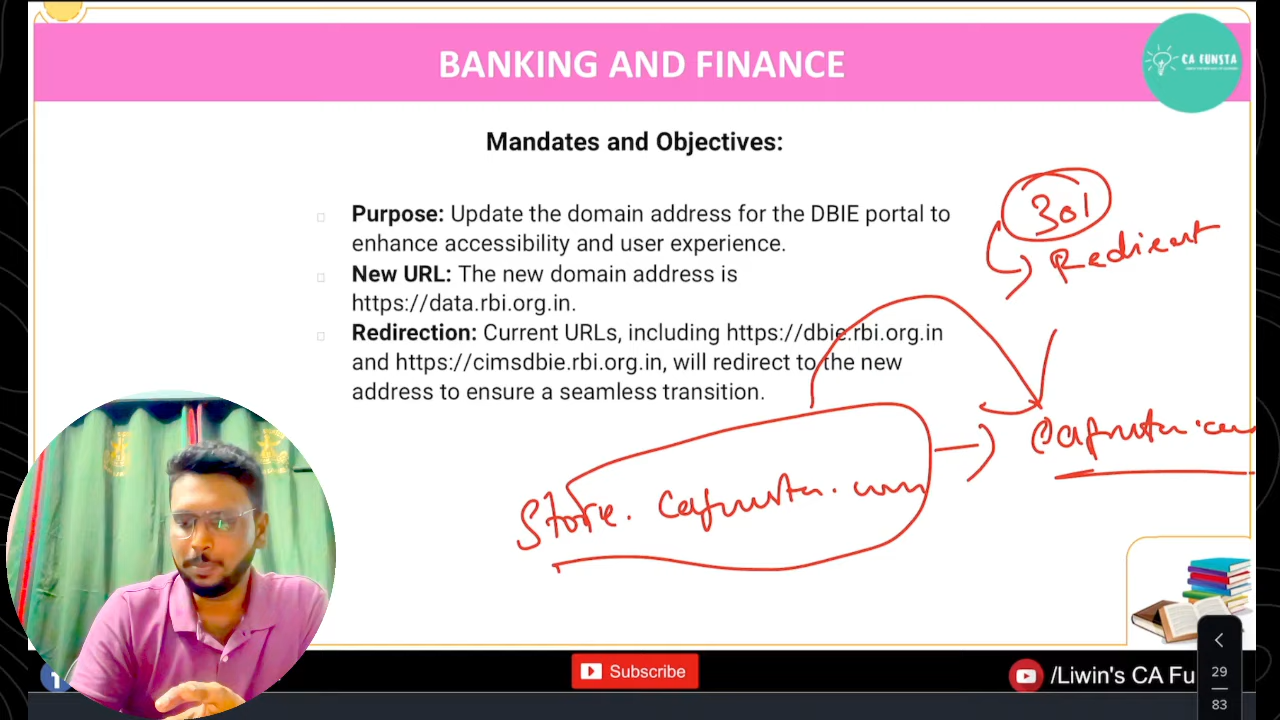 BANKING AND FINANCE
CA FUNSTA
Mandates and Objectives:
Purpose: Update the domain address for the DBIE portal to
enhance accessibility and user experience.
New URL: The new domain address is
https://data.rbi.org.in.
Redirection: Current URLs, including https://dbie.rbi.org.in
and https://cimsdbie.rbi.org.in, will redirect to the new
address to ensure a seamless transition.
301
Redirect
Store.
Subscribe
/Liwin's CA Fu
29
83